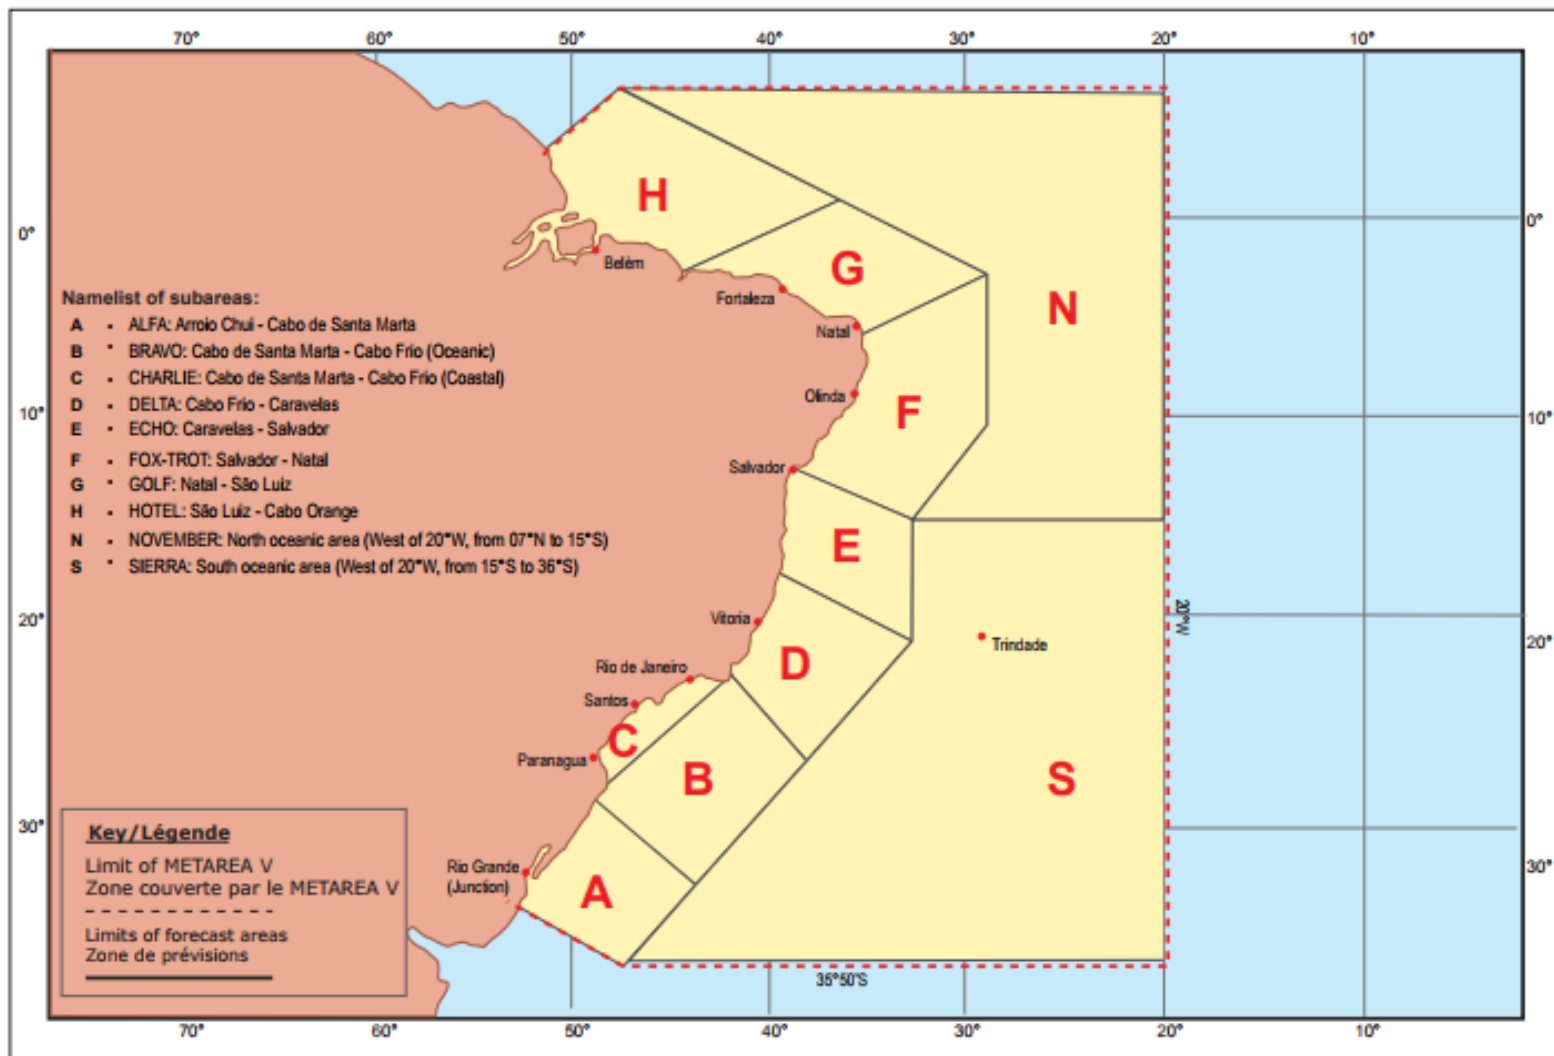 70° 60° 50° 40° 30° 20° 10°
H
0° 0°
Belém
G
Fortaleza
N
Natal
Namelist of subareas:
A - ALFA: Arroio Chui - Cabo de Santa Marta
B - BRAVO: Cabo de Santa Marta - Cabo Frio (Oceanic)
C - CHARLIE: Cabo de Santa Marta - Cabo Frio (Coastal)
D - DELTA: Cabo Frio - Caravelas
E - ECHO: Caravelas - Salvador
F - FOX-TROT: Salvador - Natal
G - GOLF: Natal - São Luiz
H - HOTEL: São Luiz - Cabo Orange
N - NOVEMBER: North oceanic area (West of 20°W, from 07°N to 15°S)
S - SIERRA: South oceanic area (West of 20°W, from 15°S to 36°S)
Olinda
F
10° 10°
Salvador
E
20°W
Vitoria
20° 20°
Trindade
D
Rio de Janeiro
Santos
C
Paranagua
B
S
30° 30°
Rio Grande
(Junction)
A
Key/Légende
Limit of METAREA V
Zone couverte par le METAREA V
Limits of forecast areas
Zone de prévisions
35°50'S
70° 60° 50° 40° 30° 20° 10°